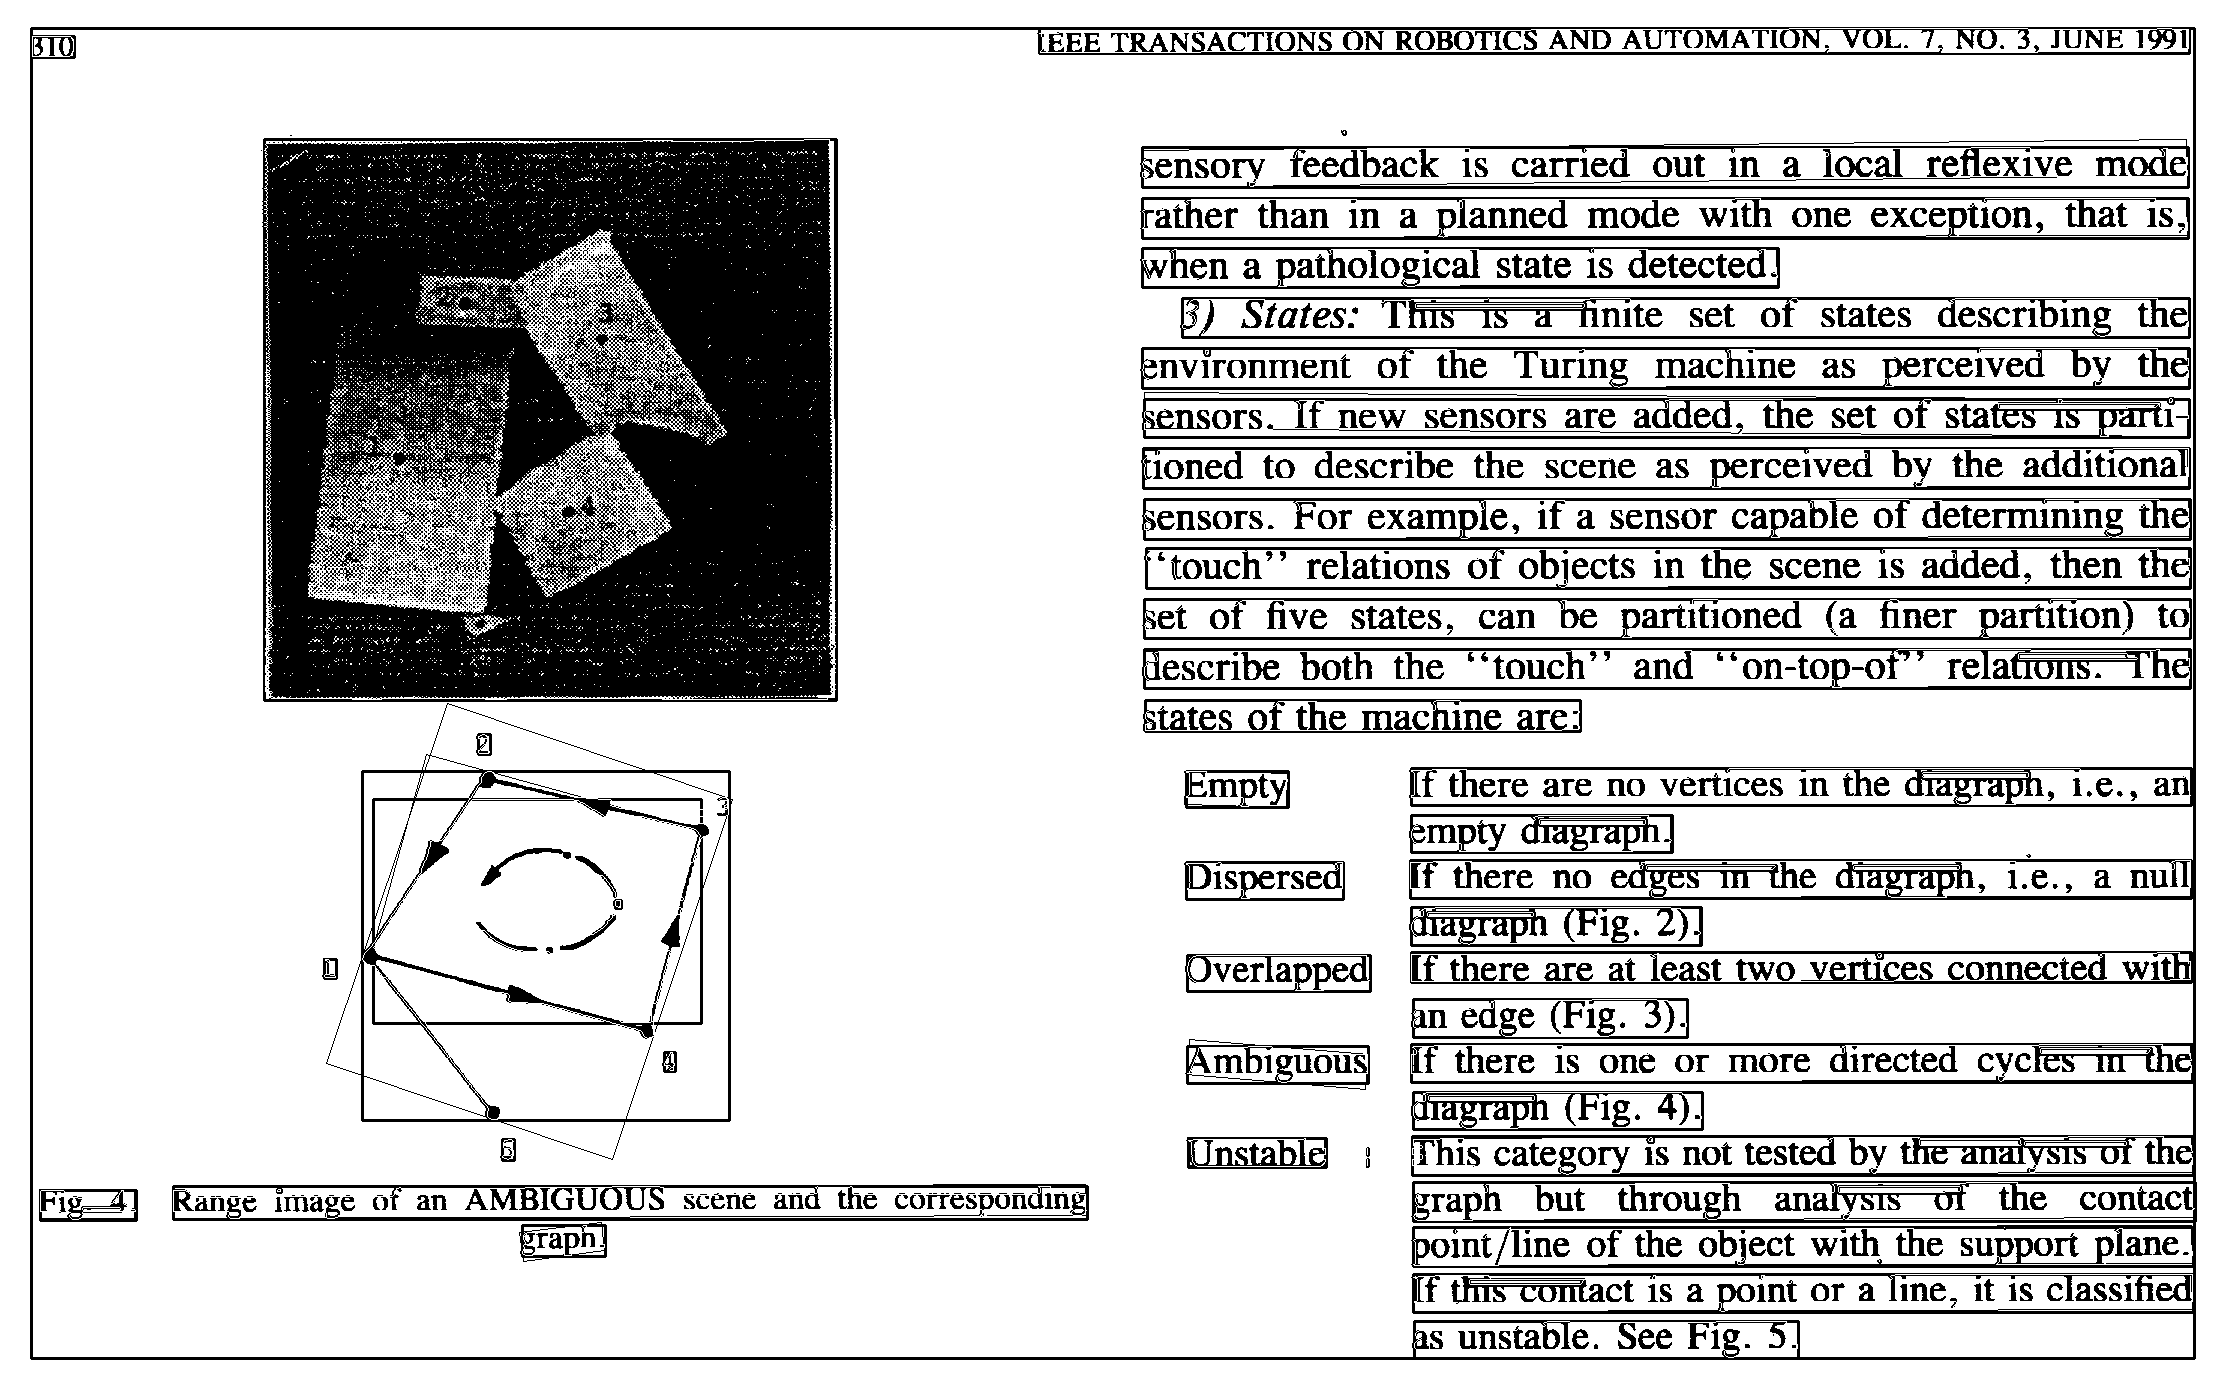 310
IEEE TRANSACTIONS ON ROBOTICS AND AUTOMATION, VOL. 7, NO. 3, JUNE 1991
2
3
1
4
2
3
1
4
5
Fig. 4. Range image of an AMBIGUOUS scene and the corresponding
graph.
sensory feedback is carried out in a local reflexive mode
rather than in a planned mode with one exception, that is,
when a pathological state is detected.
3) States: This is a finite set of states describing the
environment of the Turing machine as perceived by the
sensors. If new sensors are added, the set of states is parti-
tioned to describe the scene as perceived by the additional
sensors. For example, if a sensor capable of determining the
‘‘touch’’ relations of objects in the scene is added, then the
set of five states, can be partitioned (a finer partition) to
describe both the ‘‘touch’’ and ‘‘on-top-of’’ relations. The
states of the machine are:
Empty If there are no vertices in the diagraph, i.e., an
empty diagraph.
Dispersed If there no edges in the diagraph, i.e., a null
diagraph (Fig. 2).
Overlapped If there are at least two vertices connected with
an edge (Fig. 3).
Ambiguous If there is one or more directed cycles in the
diagraph (Fig. 4).
Unstable : This category is not tested by the analysis of the
graph but through analysis of the contact
point/line of the object with the support plane.
If this contact is a point or a line, it is classified
as unstable. See Fig. 5.